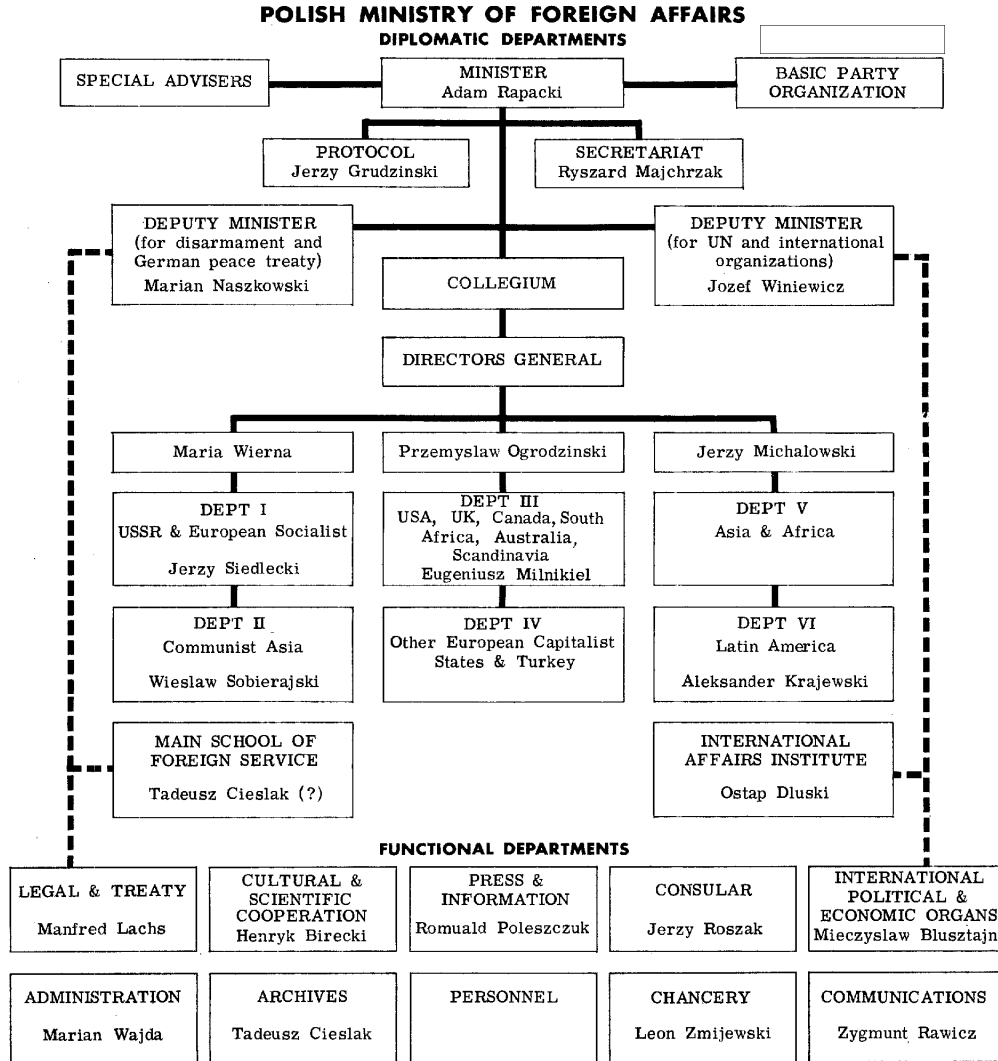 POLISH MINISTRY OF FOREIGN AFFAIRS
DIPLOMATIC DEPARTMENTS
SPECIAL ADVISERS
MINISTER
Adam Rapacki
BASIC PARTY
ORGANIZATION
PROTOCOL
Jerzy Grudzinski
SECRETARIAT
Ryszard Majchrzak
DEPUTY MINISTER
(for disarmament and
German peace treaty)
Marian Naszkowski
DEPUTY MINISTER
(for UN and international
organizations)
Jozef Winiewicz
COLLEGIUM
DIRECTORS GENERAL
Maria Wierna
Przemyslaw Ogrodzinski
Jerzy Michalowski
DEPT I
USSR & European Socialist
Jerzy Siedlecki
DEPT III
USA, UK, Canada, South
Africa, Australia,
Scandinavia
Eugeniusz Milnikiel
DEPT V
Asia & Africa
DEPT II
Communist Asia
Wieslaw Sobierajski
DEPT IV
Other European Capitalist
States & Turkey
DEPT VI
Latin America
Aleksander Krajewski
MAIN SCHOOL OF
FOREIGN SERVICE
Tadeusz Cieslak (?)
INTERNATIONAL
AFFAIRS INSTITUTE
Ostap Dluski
FUNCTIONAL DEPARTMENTS
LEGAL & TREATY
Manfred Lachs
CULTURAL &
SCIENTIFIC
COOPERATION
Henryk Birecki
PRESS &
INFORMATION
Romuald Poleszczuk
CONSULAR
Jerzy Roszak
INTERNATIONAL
POLITICAL &
ECONOMIC ORGANS
Mieczyslaw Blusztajn
ADMINISTRATION
Marian Wajda
ARCHIVES
Tadeusz Cieslak
PERSONNEL
CHANCERY
Leon Zmijewski
COMMUNICATIONS
Zygmunt Rawicz